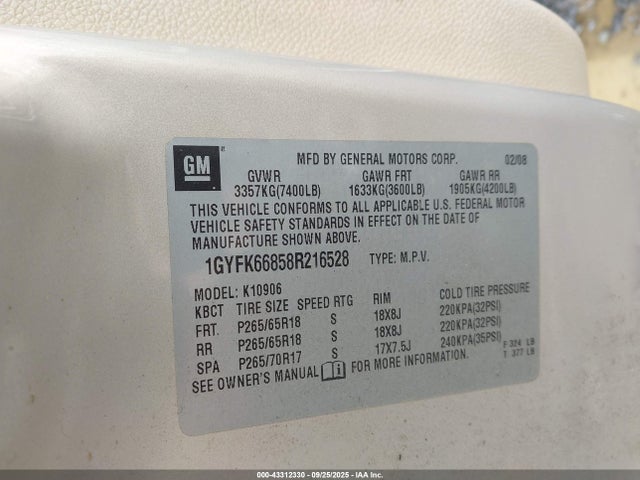 GM
MFD BY GENERAL MOTORS CORP. 02/08
GVWR GAWR FRT GAWR RR
3357KG(7400LB) 1633KG(3600LB) 1905KG(4200LB)
THIS VEHICLE CONFORMS TO ALL APPLICABLE U.S. FEDERAL MOTOR
VEHICLE SAFETY STANDARDS IN EFFECT ON THE DATE OF
MANUFACTURE SHOWN ABOVE.
1GYFK66858R216528 TYPE: M.P.V.
MODEL: K10906
KBCT TIRE SIZE SPEED RTG RIM COLD TIRE PRESSURE
FRT. P265/65R18 S 18X8J 220KPA(32PSI)
RR P265/65R18 S 18X8J 220KPA(32PSI)
SPA P265/70R17 S 17X7.5J 240KPA(35PSI)
F 324 LB
T 377 LB
SEE OWNER'S MANUAL i FOR MORE INFORMATION.
000-43312330 - 09/25/2025 - IAA Inc.